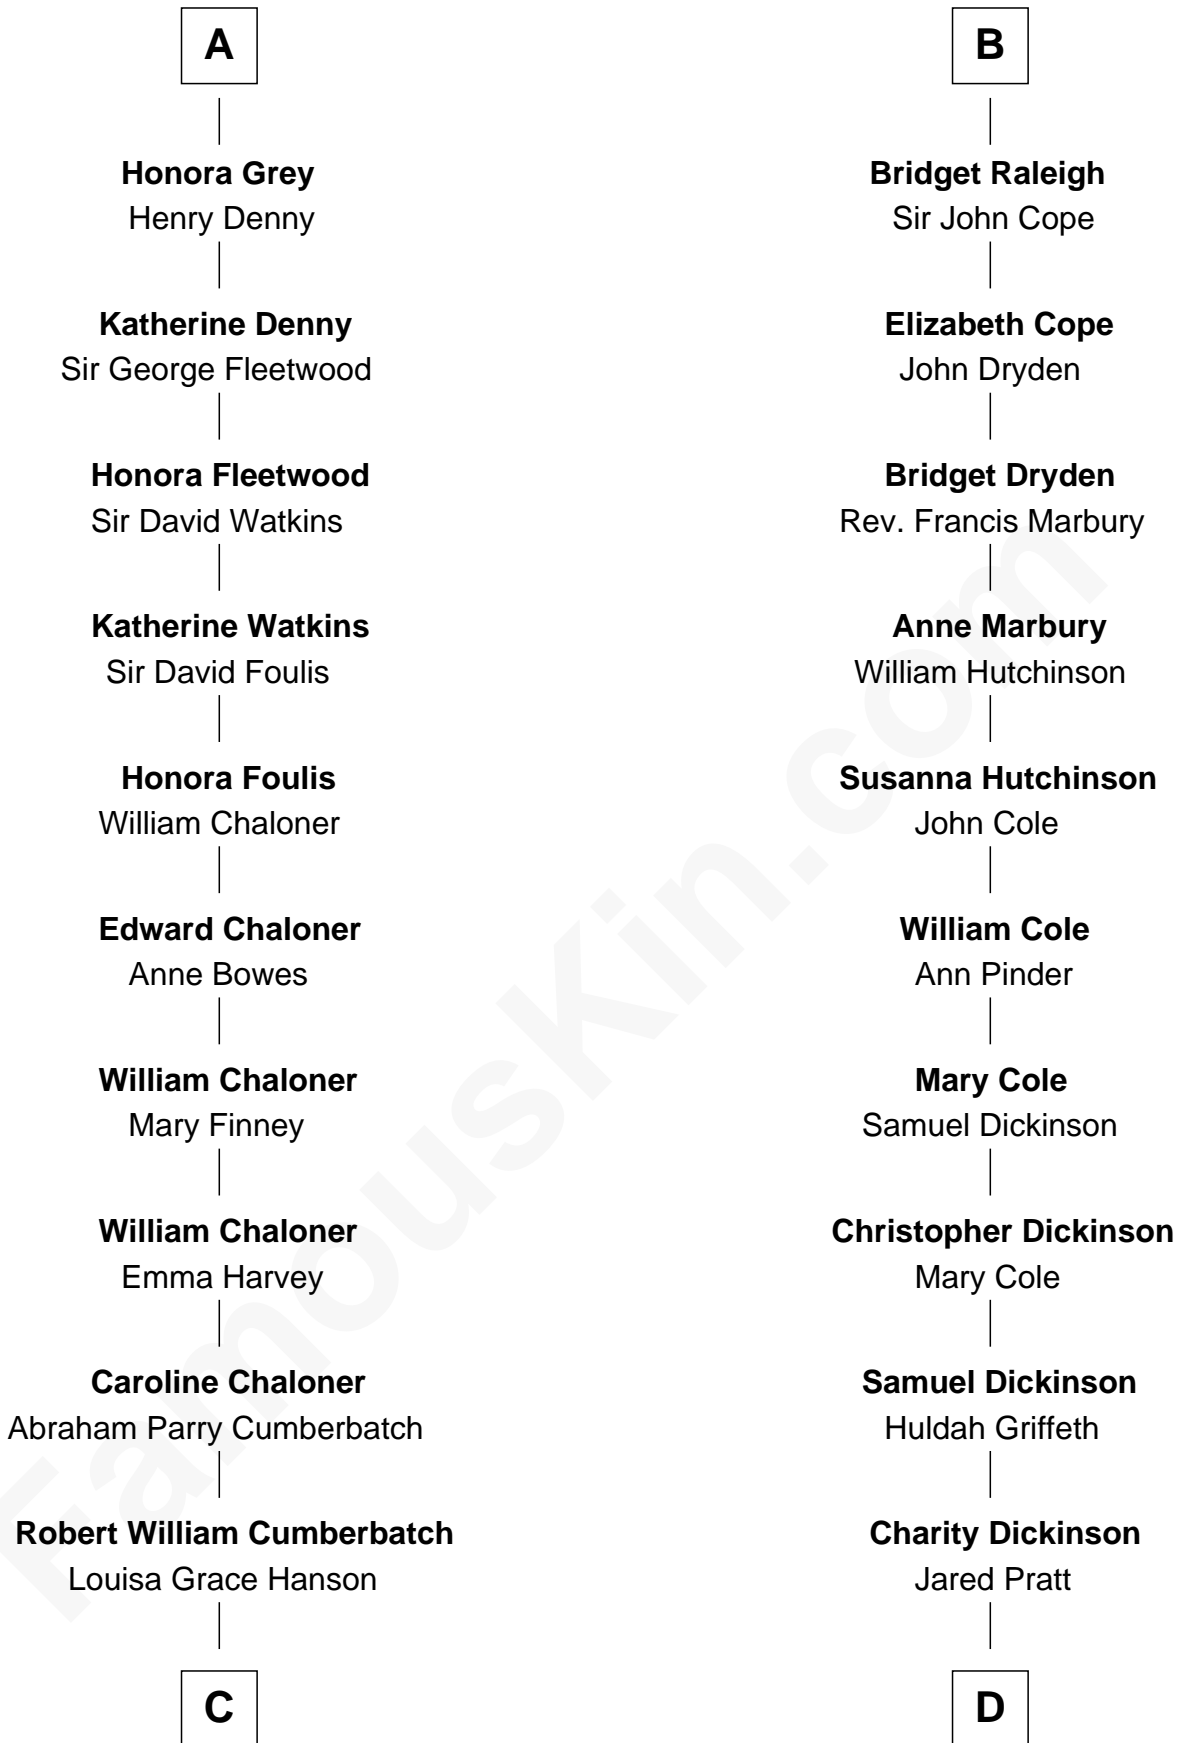 A
Honora Grey
Henry Denny
Katherine Denny
Sir George Fleetwood
Honora Fleetwood
Sir David Watkins
Katherine Watkins
Sir David Foulis
Honora Foulis
William Chaloner
Edward Chaloner
Anne Bowes
William Chaloner
Mary Finney
William Chaloner
Emma Harvey
Caroline Chaloner
Abraham Parry Cumberbatch
Robert William Cumberbatch
Louisa Grace Hanson
C
B
Bridget Raleigh
Sir John Cope
Elizabeth Cope
John Dryden
Bridget Dryden
Rev. Francis Marbury
Anne Marbury
William Hutchinson
Susanna Hutchinson
John Cole
William Cole
Ann Pinder
Mary Cole
Samuel Dickinson
Christopher Dickinson
Mary Cole
Samuel Dickinson
Huldah Griffeth
Charity Dickinson
Jared Pratt
D
FamousKin.com